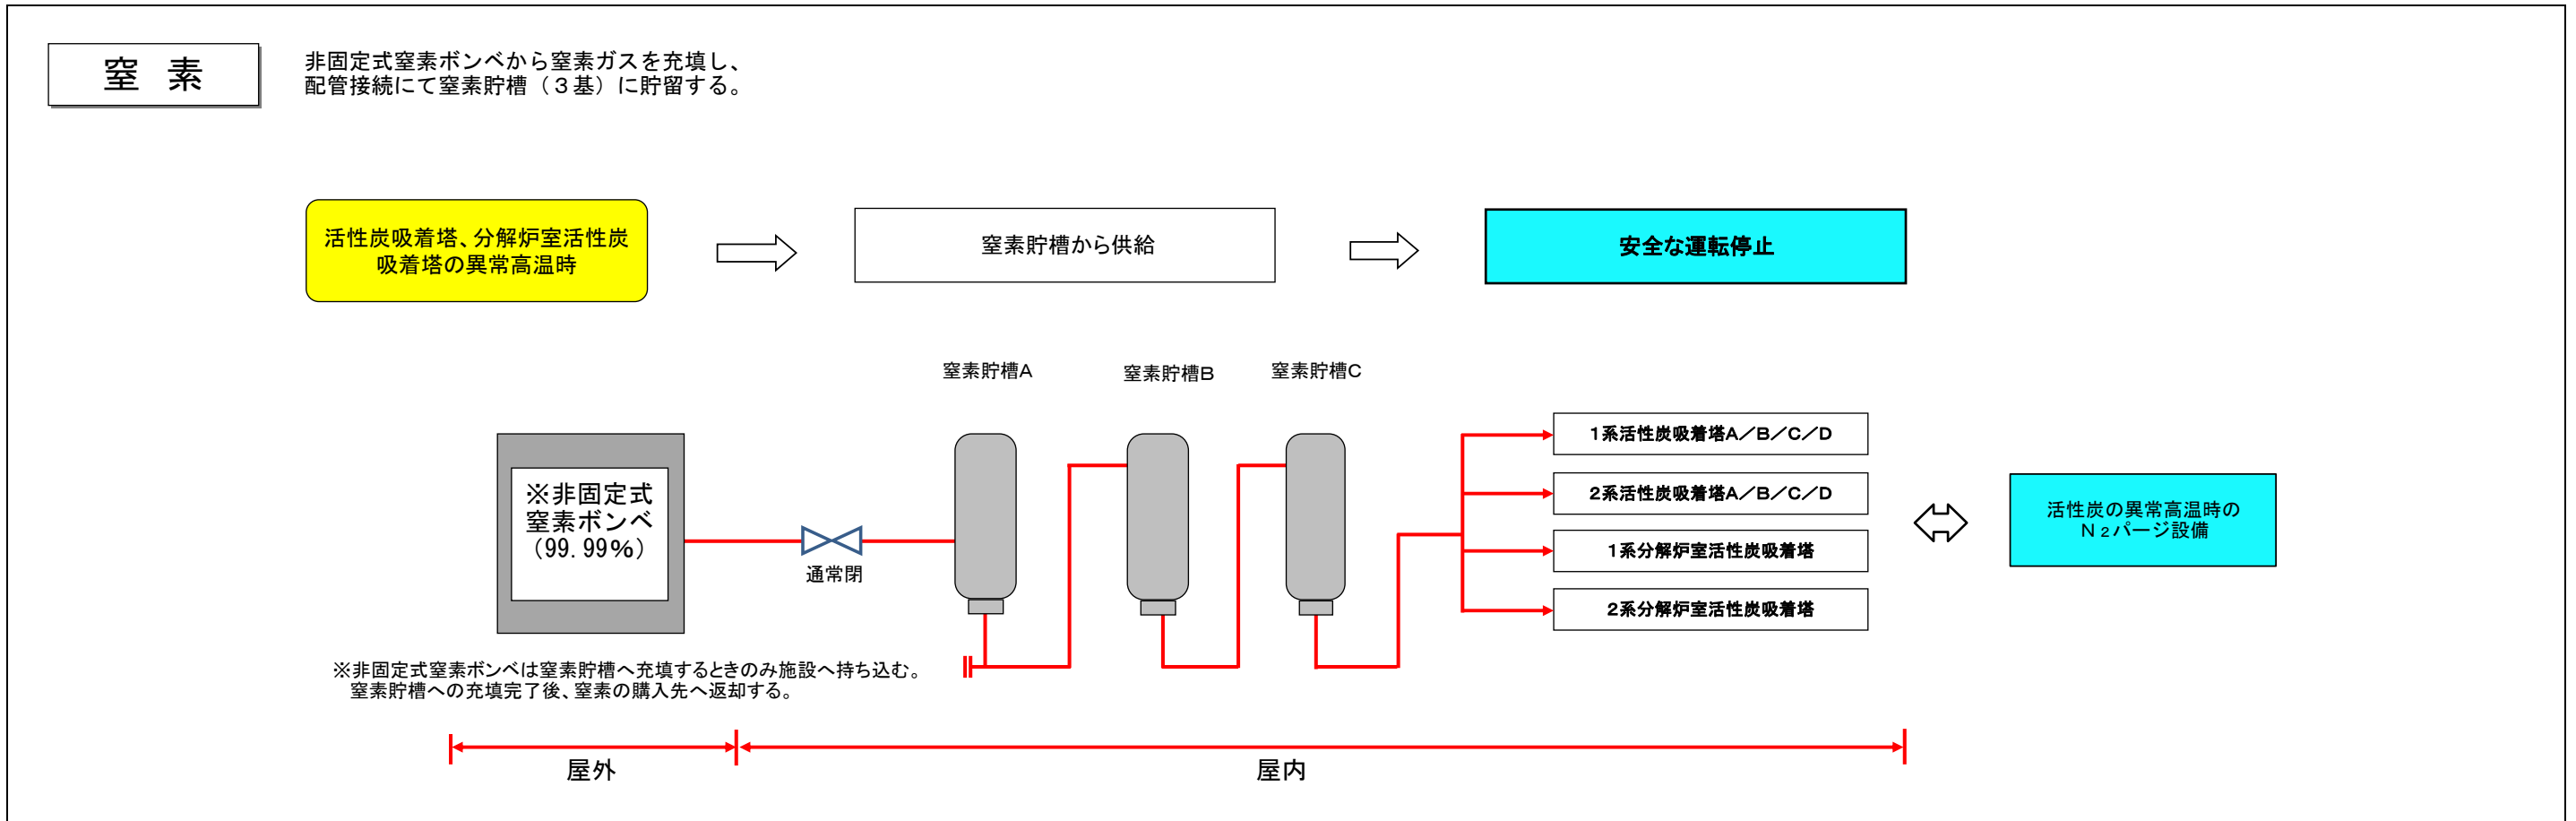 窒 素
非固定式窒素ボンベから窒素ガスを充填し、
配管接続にて窒素貯槽（３基）に貯留する。
活性炭吸着塔、分解炉室活性炭
吸着塔の異常高温時
窒素貯槽から供給
安全な運転停止
窒素貯槽A
窒素貯槽B
窒素貯槽C
※非固定式
窒素ボンベ
（99.99％）
通常閉
1系活性炭吸着塔A／B／C／D
2系活性炭吸着塔A／B／C／D
1系分解炉室活性炭吸着塔
2系分解炉室活性炭吸着塔
活性炭の異常高温時の
Ｎ₂パージ設備
※非固定式窒素ボンベは窒素貯槽へ充填するときのみ施設へ持ち込む。
窒素貯槽への充填完了後、窒素の購入先へ返却する。
屋外
屋内